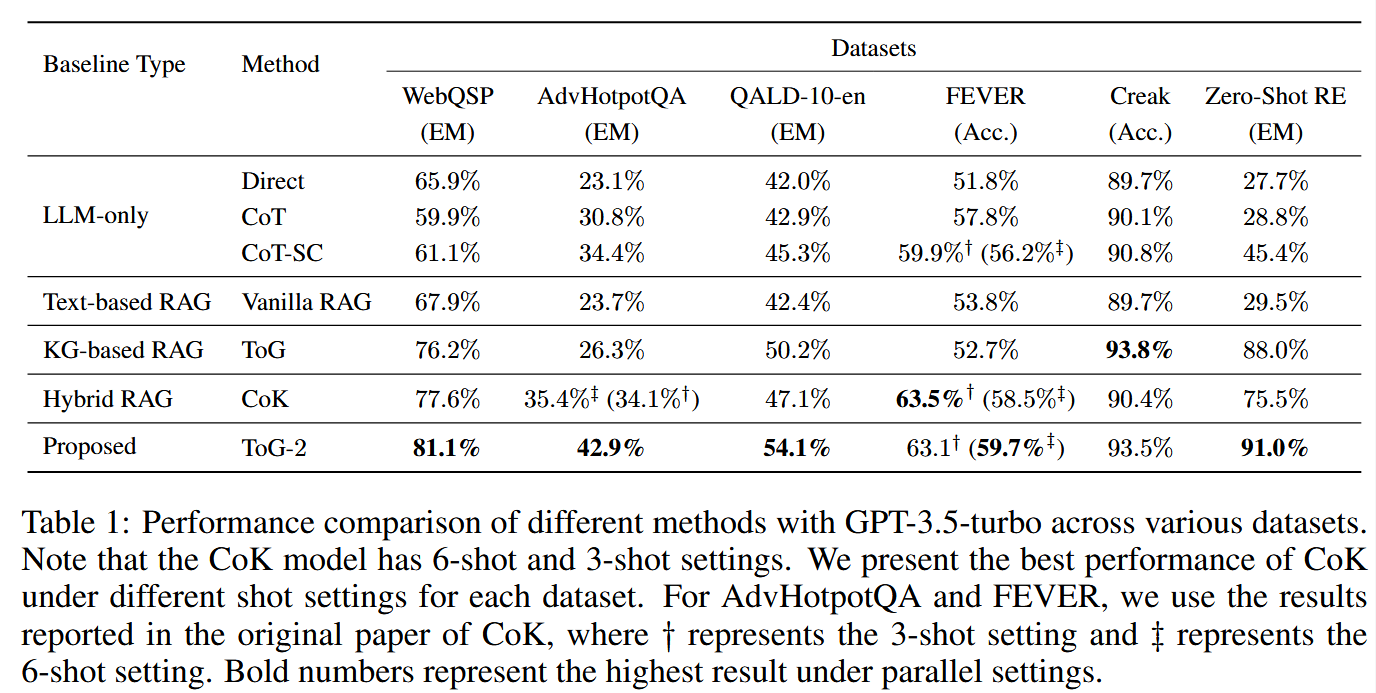 Baseline Type Method Datasets
WebQSP AdvHotpotQA QALD-10-en FEVER Creak Zero-Shot RE
(EM) (EM) (EM) (Acc.) (Acc.) (EM)
LLM-only
Direct 65.9% 23.1% 42.0% 51.8% 89.7% 27.7%
CoT 59.9% 30.8% 42.9% 57.8% 90.1% 28.8%
CoT-SC 61.1% 34.4% 45.3% 59.9%† (56.2%‡) 90.8% 45.4%
Text-based RAG Vanilla RAG 67.9% 23.7% 42.4% 53.8% 89.7% 29.5%
KG-based RAG ToG 76.2% 26.3% 50.2% 52.7% 93.8% 88.0%
Hybrid RAG CoK 77.6% 35.4%‡ (34.1%†) 47.1% 63.5%† (58.5%‡) 90.4% 75.5%
Proposed ToG-2 81.1% 42.9% 54.1% 63.1† (59.7%‡) 93.5% 91.0%
Table 1: Performance comparison of different methods with GPT-3.5-turbo across various datasets.
Note that the CoK model has 6-shot and 3-shot settings. We present the best performance of CoK
under different shot settings for each dataset. For AdvHotpotQA and FEVER, we use the results
reported in the original paper of CoK, where † represents the 3-shot setting and ‡ represents the
6-shot setting. Bold numbers represent the highest result under parallel settings.